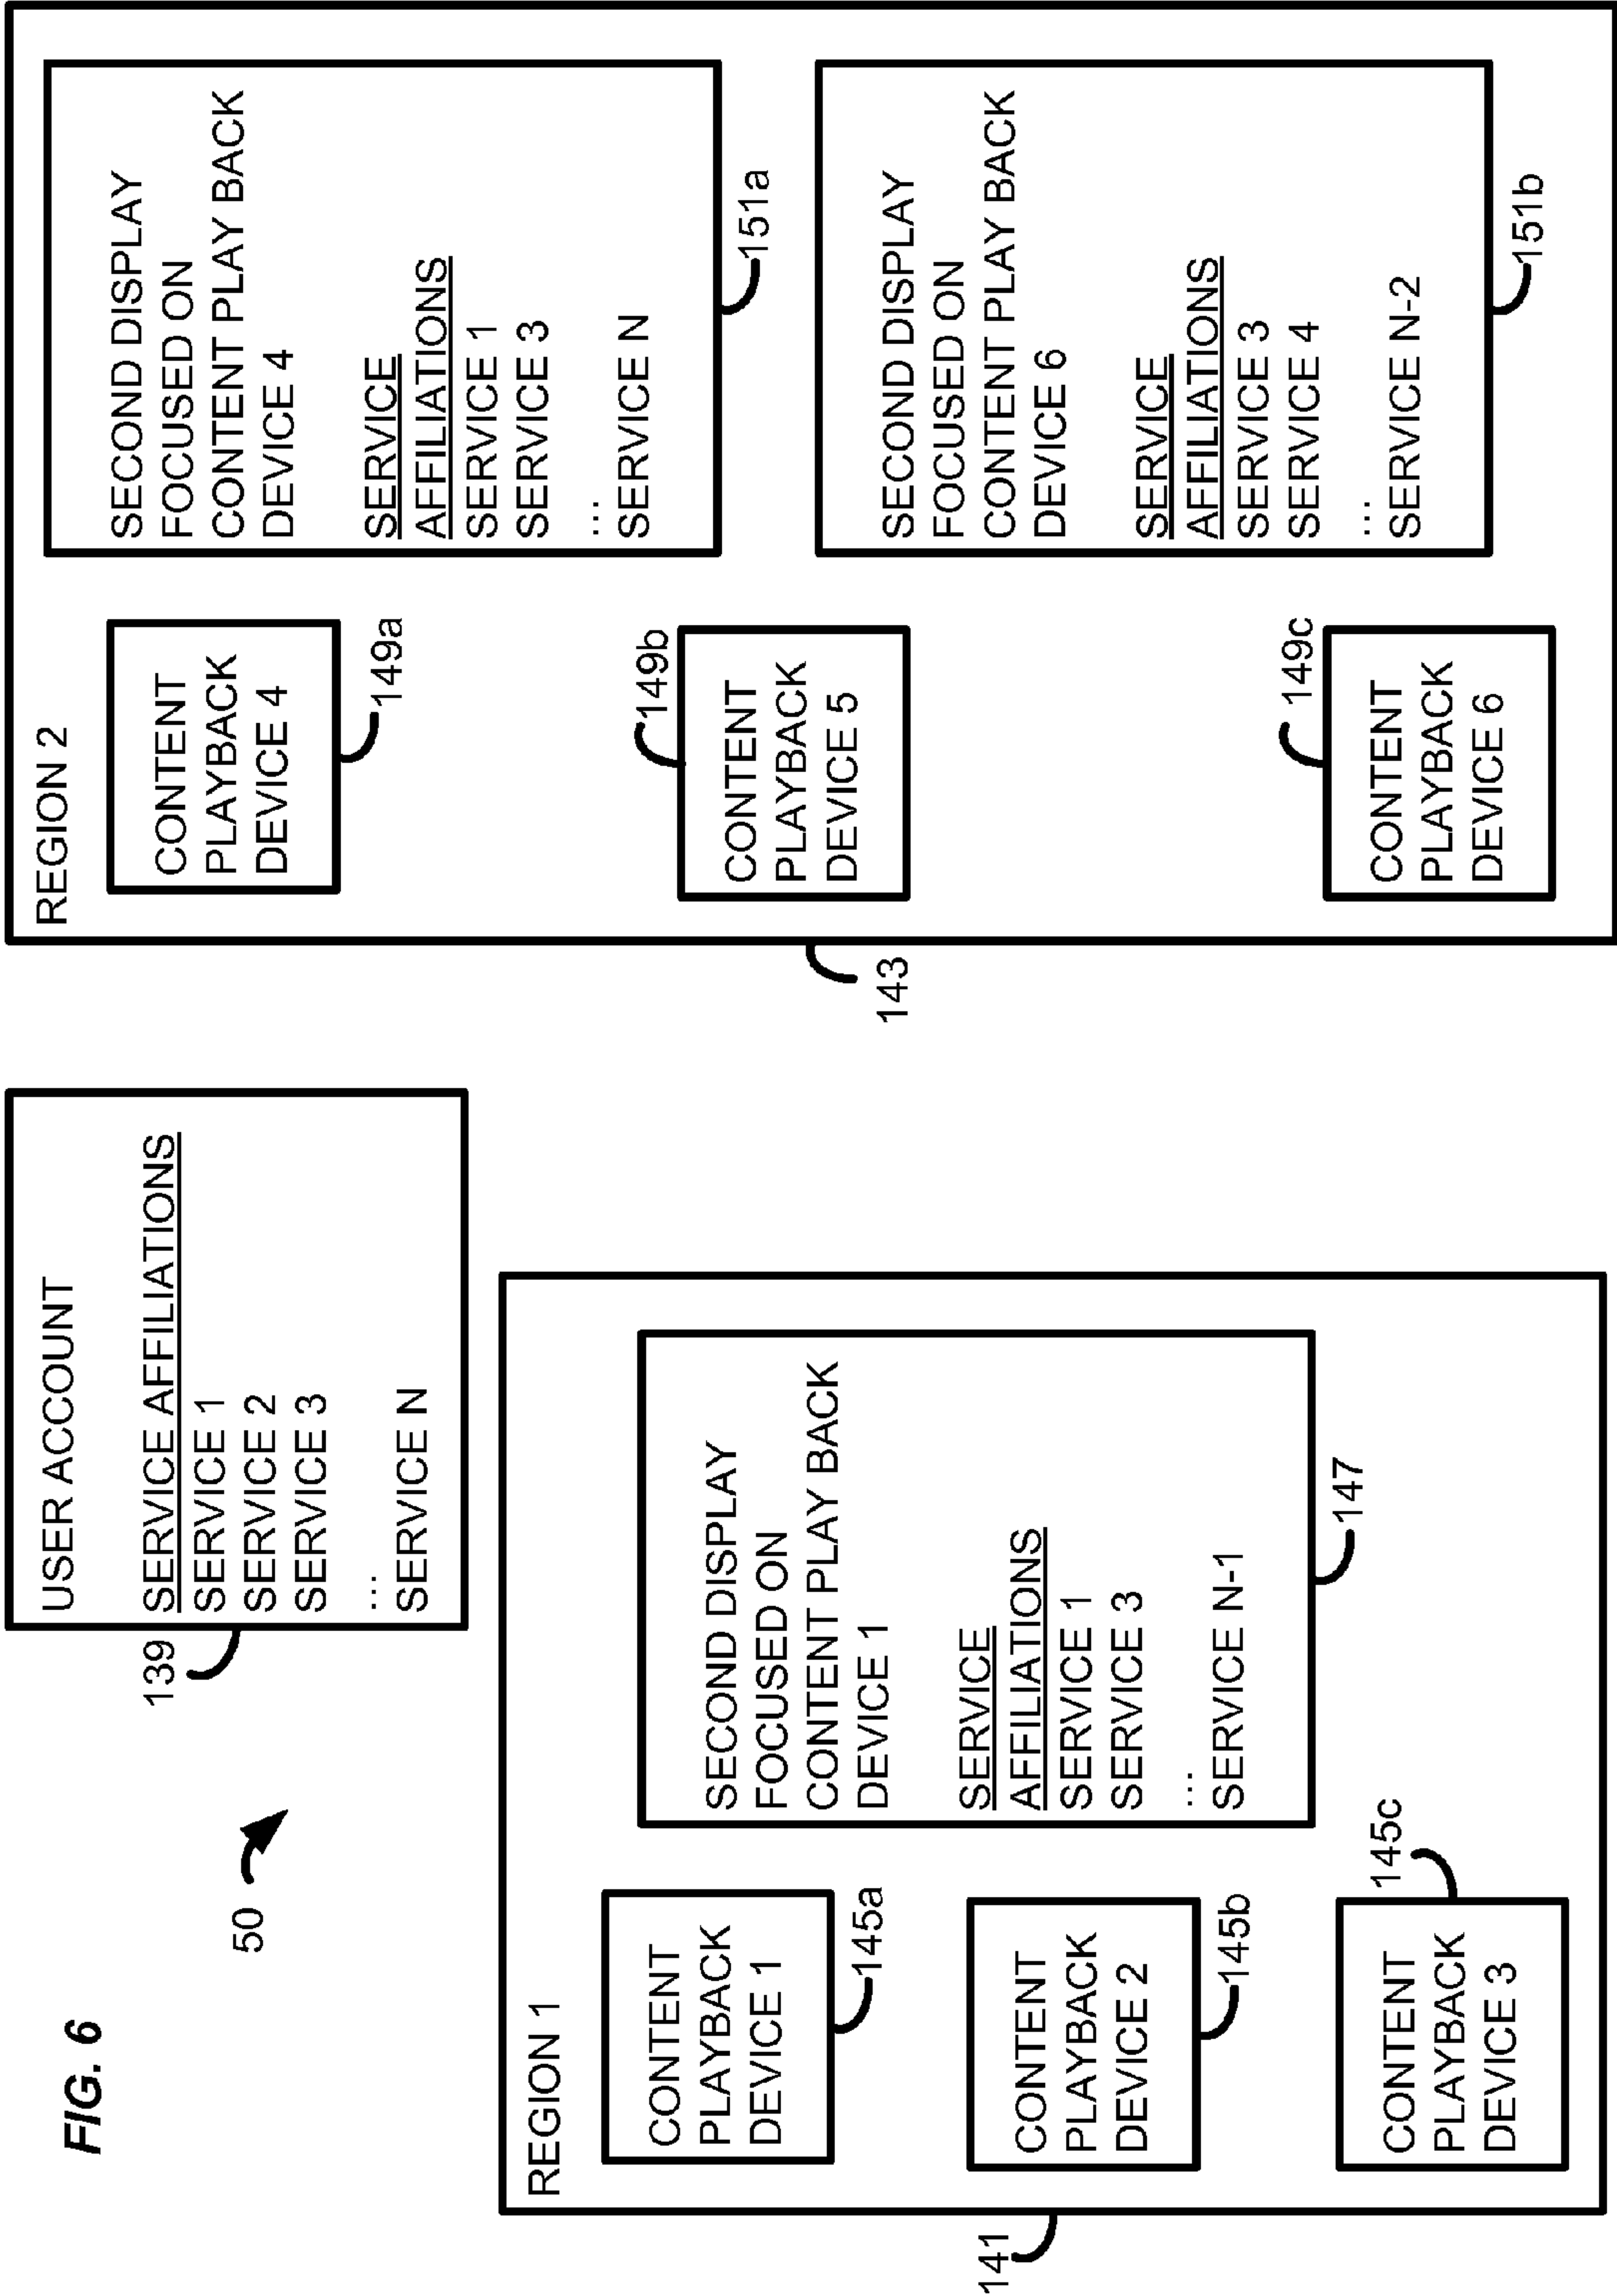 FIG. 6
50
139
USER ACCOUNT
SERVICE AFFILIATIONS
SERVICE 1
SERVICE 2
SERVICE 3
...
SERVICE N
141
REGION 1
CONTENT
PLAYBACK
DEVICE 1
145a
CONTENT
PLAYBACK
DEVICE 2
145b
CONTENT
PLAYBACK
DEVICE 3
145c
SECOND DISPLAY
FOCUSED ON
CONTENT PLAY BACK
DEVICE 1
SERVICE
AFFILIATIONS
SERVICE 1
SERVICE 3
...
SERVICE N-1
147
143
REGION 2
CONTENT
PLAYBACK
DEVICE 4
149a
CONTENT
PLAYBACK
DEVICE 5
149b
CONTENT
PLAYBACK
DEVICE 6
149c
SECOND DISPLAY
FOCUSED ON
CONTENT PLAY BACK
DEVICE 4
SERVICE
AFFILIATIONS
SERVICE 1
SERVICE 3
...
SERVICE N
151a
SECOND DISPLAY
FOCUSED ON
CONTENT PLAY BACK
DEVICE 6
SERVICE
AFFILIATIONS
SERVICE 3
SERVICE 4
...
SERVICE N-2
151b